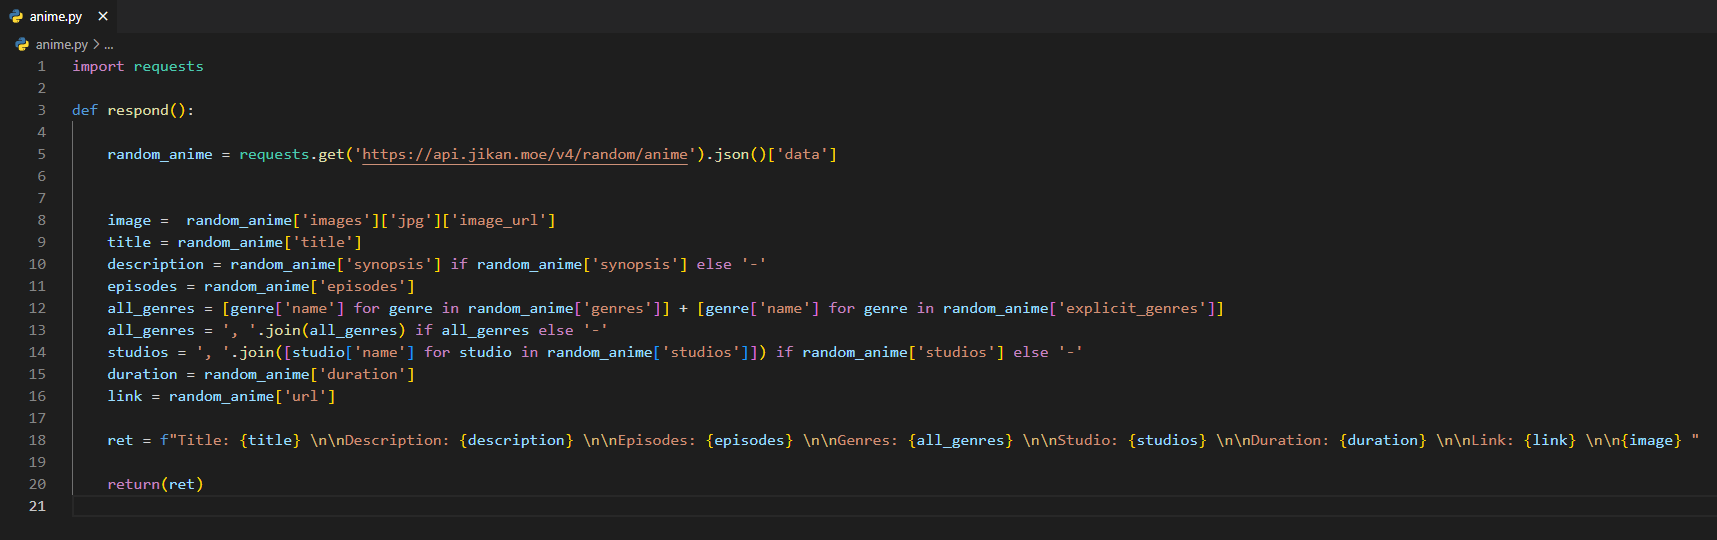 anime.py ×
anime.py > ...
1 import requests
2
3 def respond():
4
5     random_anime = requests.get('https://api.jikan.moe/v4/random/anime').json()['data']
6
7
8     image =  random_anime['images']['jpg']['image_url']
9     title = random_anime['title']
10     description = random_anime['synopsis'] if random_anime['synopsis'] else '-'
11     episodes = random_anime['episodes']
12     all_genres = [genre['name'] for genre in random_anime['genres']] + [genre['name'] for genre in random_anime['explicit_genres']]
13     all_genres = ', '.join(all_genres) if all_genres else '-'
14     studios = ', '.join([studio['name'] for studio in random_anime['studios']]) if random_anime['studios'] else '-'
15     duration = random_anime['duration']
16     link = random_anime['url']
17
18     ret = f"Title: {title} \n\nDescription: {description} \n\nEpisodes: {episodes} \n\nGenres: {all_genres} \n\nStudio: {studios} \n\nDuration: {duration} \n\nLink: {link} \n\n{image} "
19
20     return(ret)
21